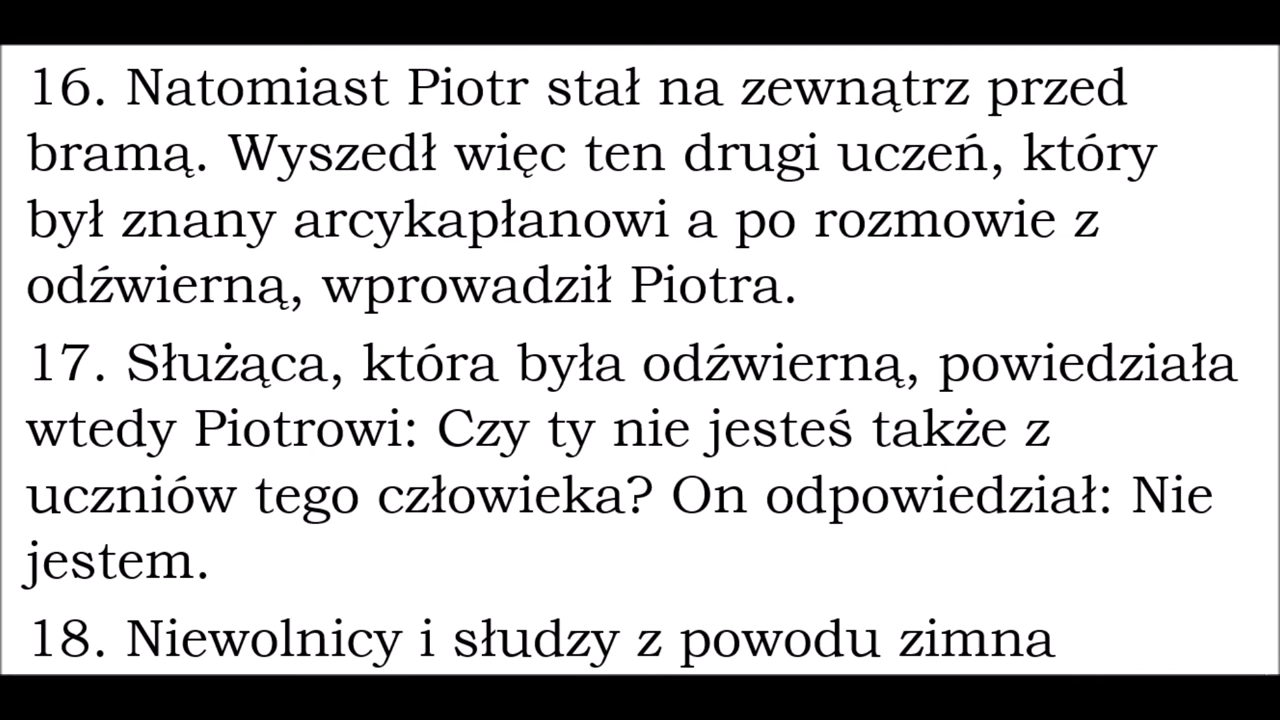 16. Natomiast Piotr stał na zewnątrz przed
bramą. Wyszedł więc ten drugi uczeń, który
był znany arcykapłanowi a po rozmowie z
odźwierną, wprowadził Piotra.
17. Służąca, która była odźwierną, powiedziała
wtedy Piotrowi: Czy ty nie jesteś także z
uczniów tego człowieka? On odpowiedział: Nie
jestem.
18. Niewolnicy i słudzy z powodu zimna